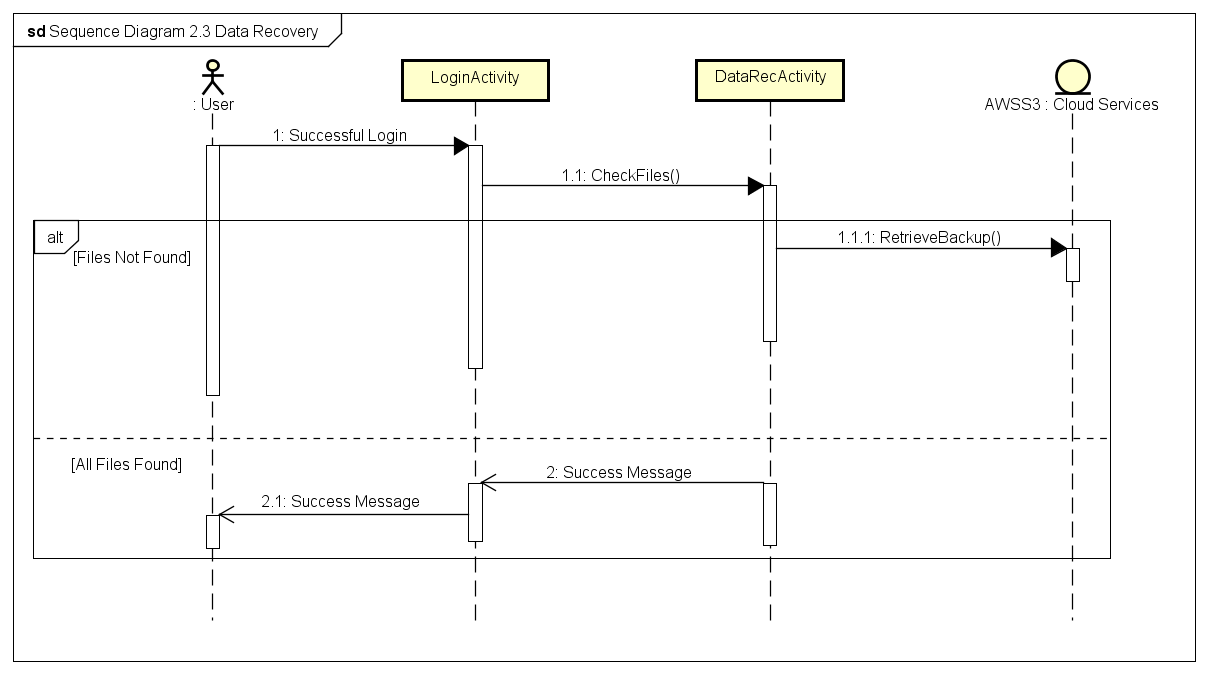 sd Sequence Diagram 2.3 Data Recovery
: User
LoginActivity
DataRecActivity
AWSS3 : Cloud Services
1: Successful Login
1.1: CheckFiles()
alt
[Files Not Found]
1.1.1: RetrieveBackup()
[All Files Found]
2: Success Message
2.1: Success Message